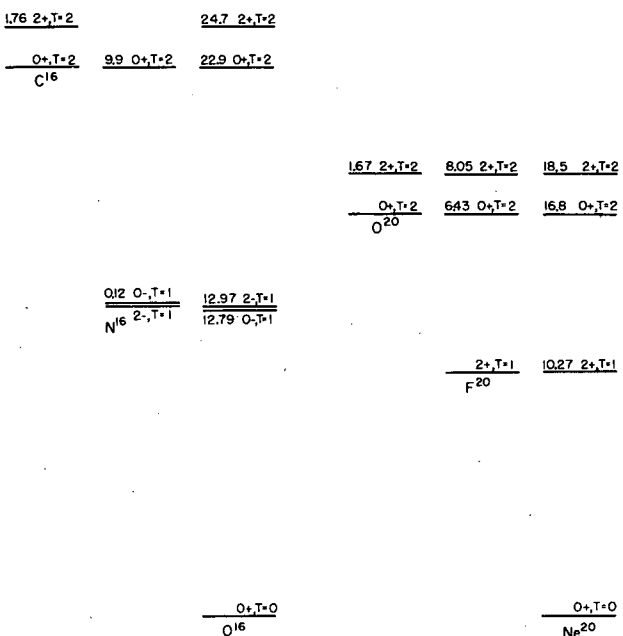 1.76 2+,T=2
24.7 2+,T=2
0+,T=2
9.9 0+,T=2
22.9 0+,T=2
C16
1.67 2+,T=2
8.05 2+,T=2
18.5 2+,T=2
0+,T=2
6.43 0+,T=2
16.8 0+,T=2
O20
0.12 0-,T=1
12.97 2-,T=1
N16 2-,T=1
12.79 0-,T=1
2+,T=1
10.27 2+,T=1
F20
0+,T=0
0+,T=0
O16
Ne20